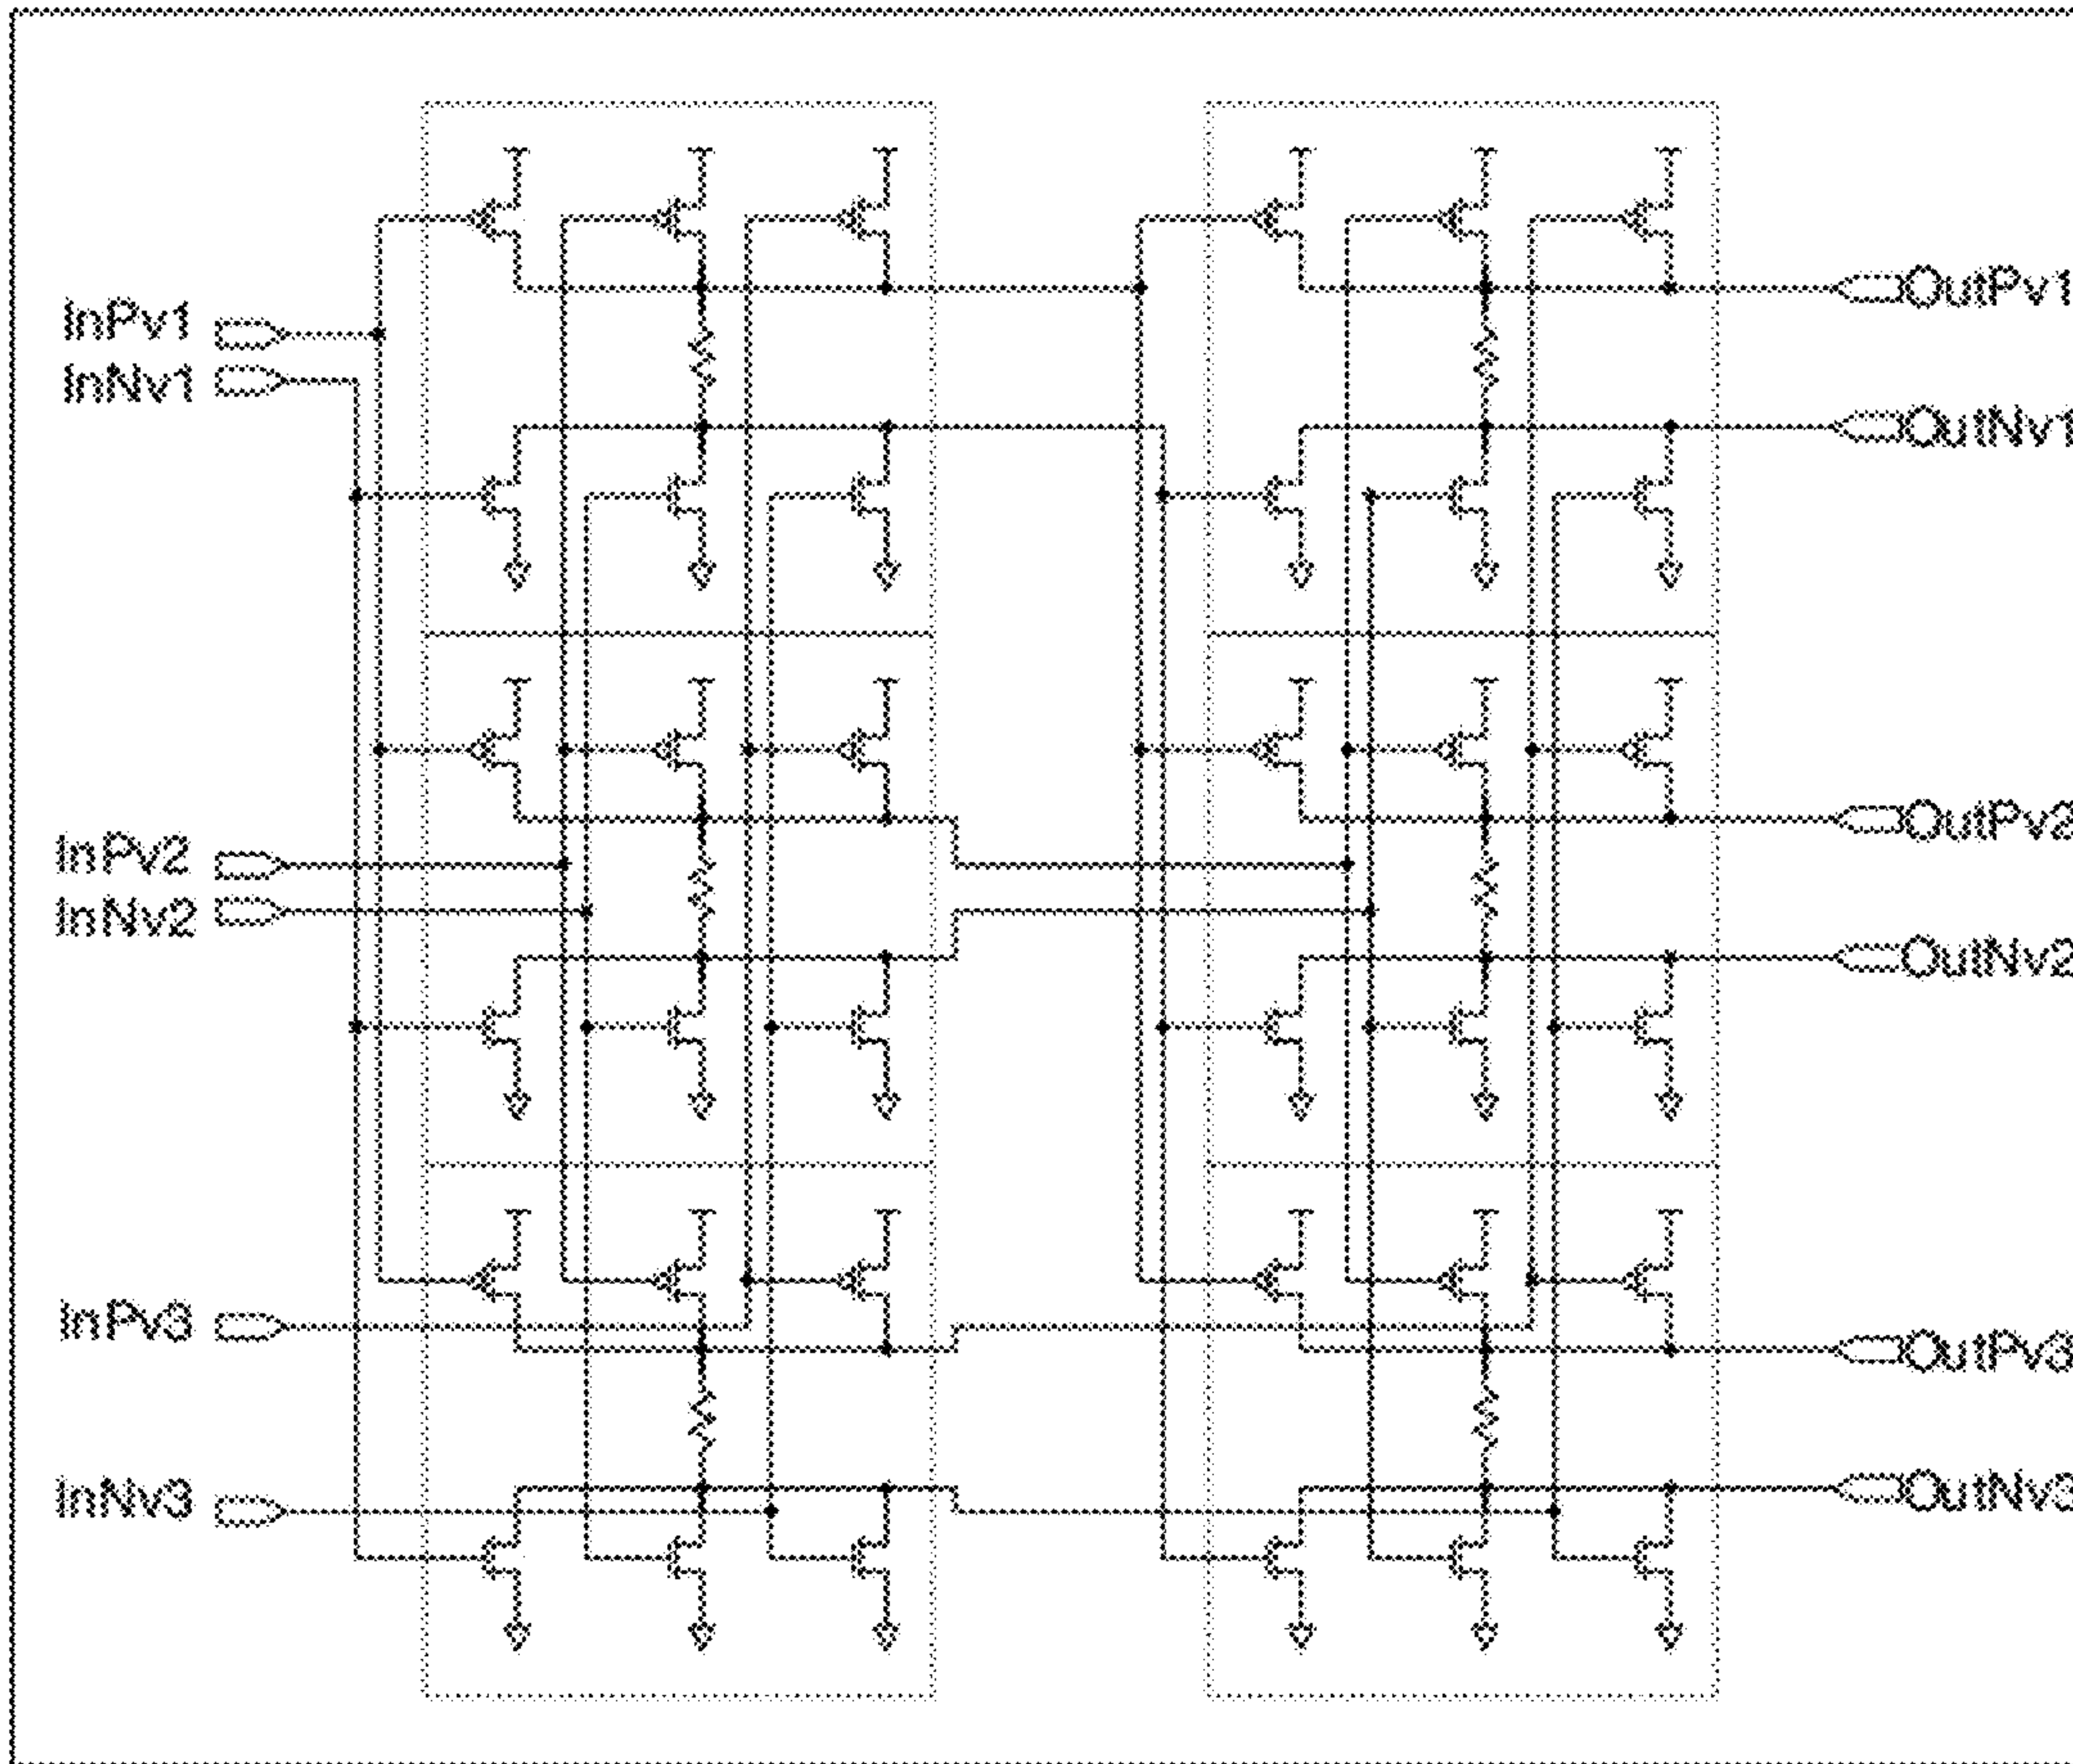 InPv1
InNv1
OutPv1
OutNv1
InPv2
InNv2
OutPv2
OutNv2
InPv3
InNv3
OutPv3
OutNv3